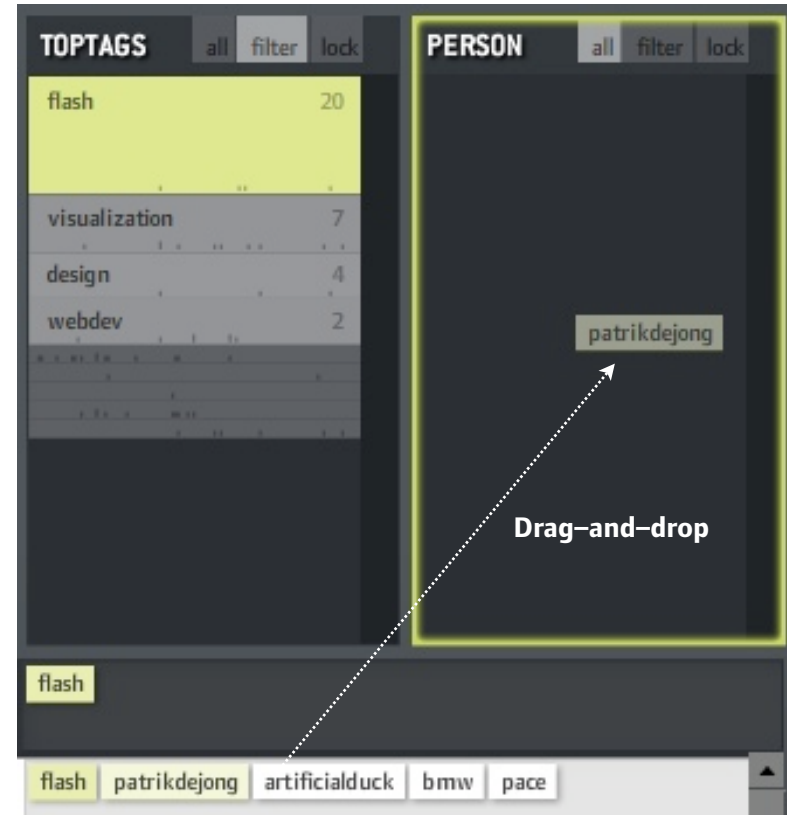 TOPTAGS all filter lock
flash 20
visualization 7
design 4
webdev 2
PERSON all filter lock
patrikdejong
Drag–and–drop
flash
flash patrikdejong artificialduck bmw pace